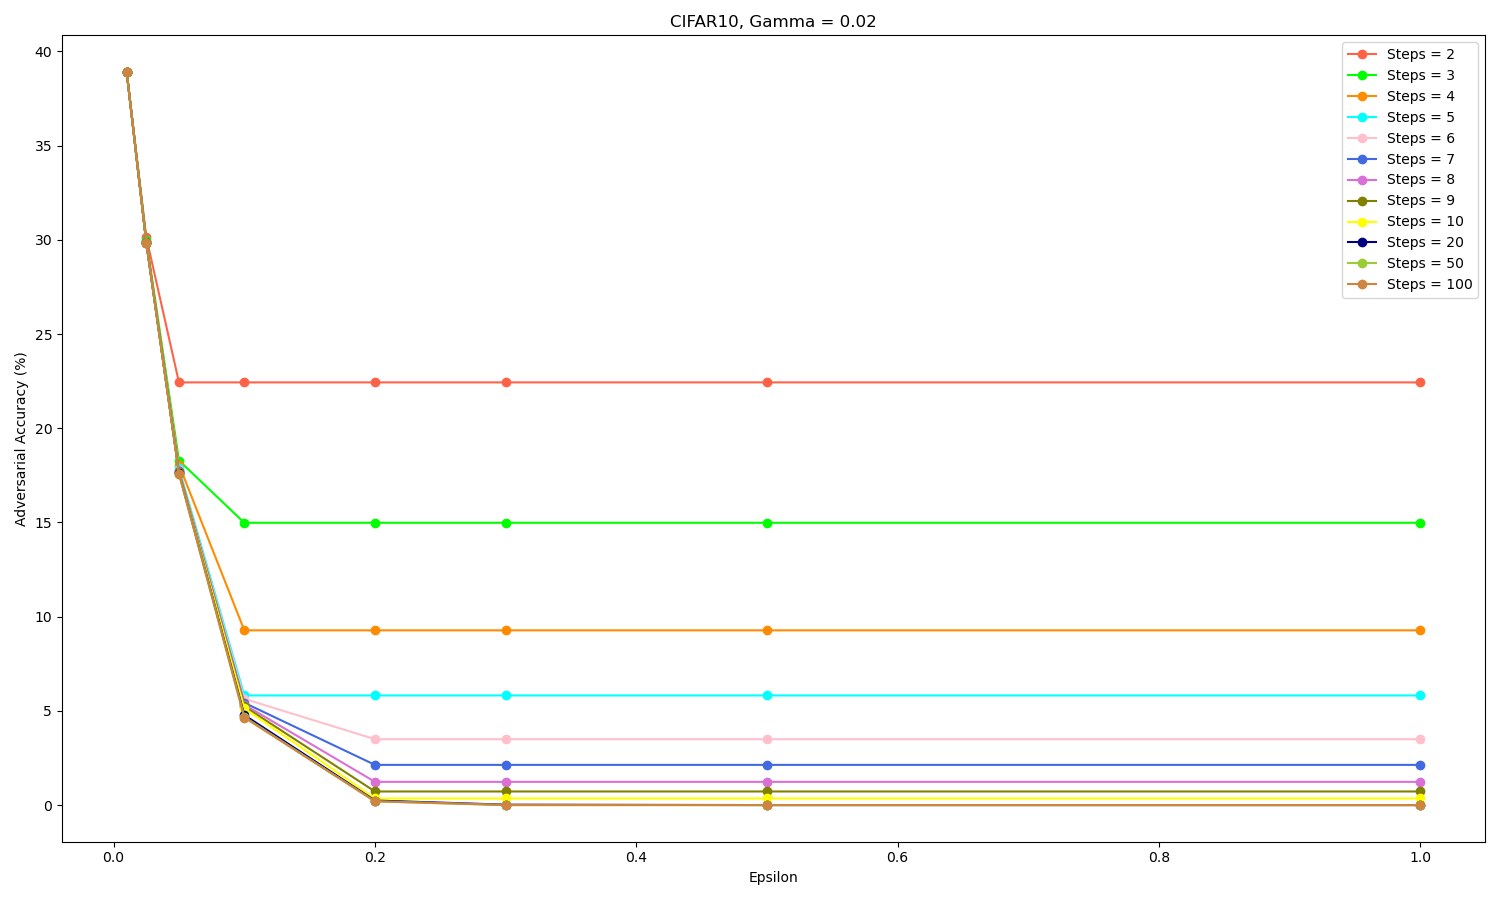 CIFAR10, Gamma = 0.02
Adversarial Accuracy (%)
40
35
30
25
20
15
10
5
0
Steps = 2
Steps = 3
Steps = 4
Steps = 5
Steps = 6
Steps = 7
Steps = 8
Steps = 9
Steps = 10
Steps = 20
Steps = 50
Steps = 100
0.0 0.2 0.4 0.6 0.8 1.0
Epsilon